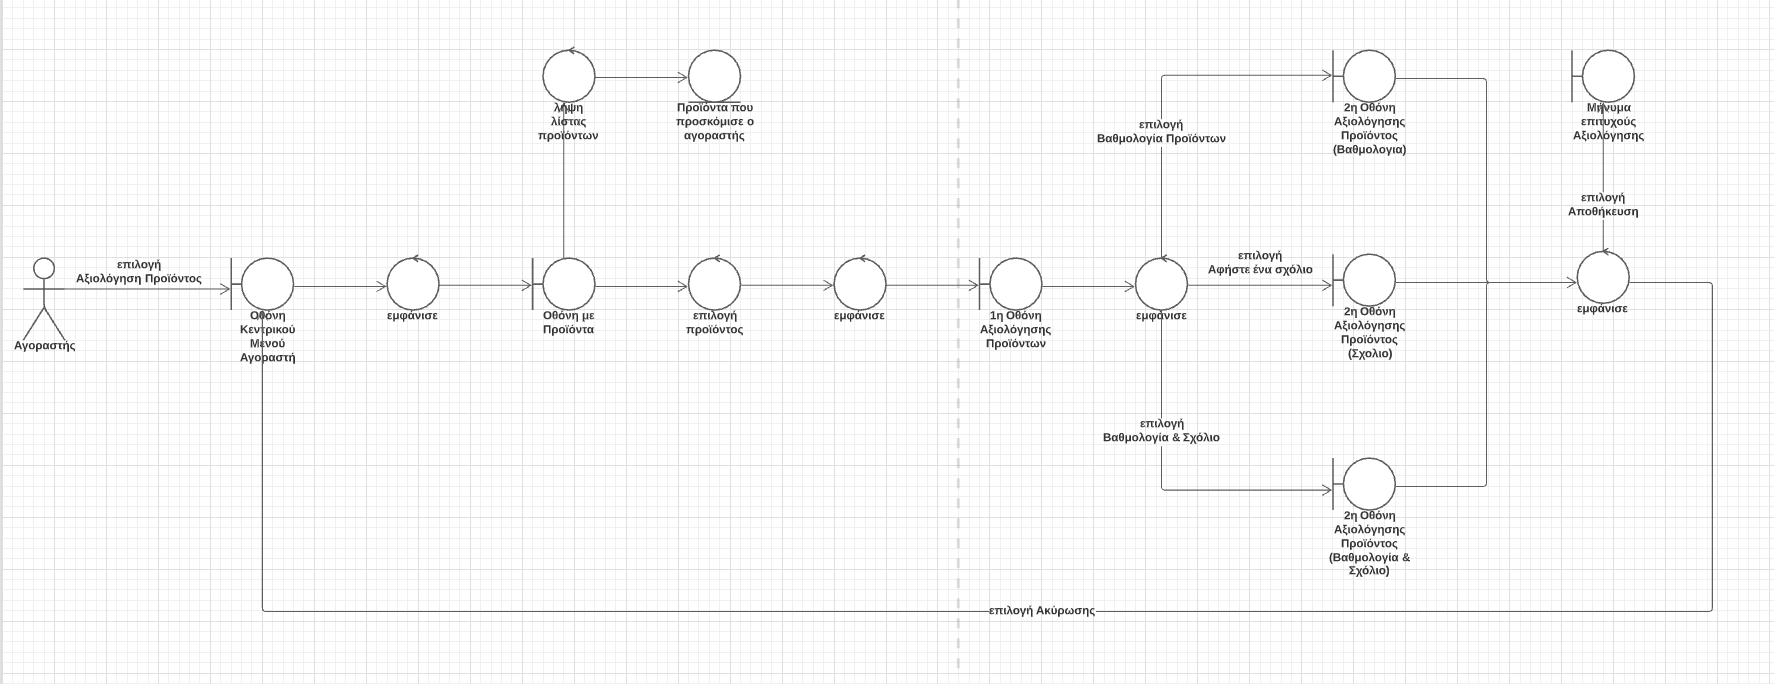 λήψη
λίστας
προϊόντων
Προϊόντα που
προσκόμισε ο
αγοραστής
επιλογή
Βαθμολογία Προϊόντων
2η Οθόνη
Αξιολόγησης
Προϊόντος
(Βαθμολογια)
Μήνυμα
επιτυχούς
Αξιολόγησης
επιλογή
Αποθήκευση
Αγοραστής
επιλογή
Αξιολόγηση Προϊόντος
Οθόνη
Κεντρικού
Μενού
Αγοραστή
εμφάνισε
Οθόνη με
Προϊόντα
επιλογή
προϊόντος
εμφάνισε
1η Οθόνη
Αξιολόγησης
Προϊόντων
εμφάνισε
επιλογή
Αφήστε ένα σχόλιο
2η Οθόνη
Αξιολόγησης
Προϊόντος
(Σχολιο)
εμφάνισε
επιλογή
Βαθμολογία & Σχόλιο
2η Οθόνη
Αξιολόγησης
Προϊόντος
(Βαθμολογία &
Σχόλιο)
επιλογή Ακύρωσης